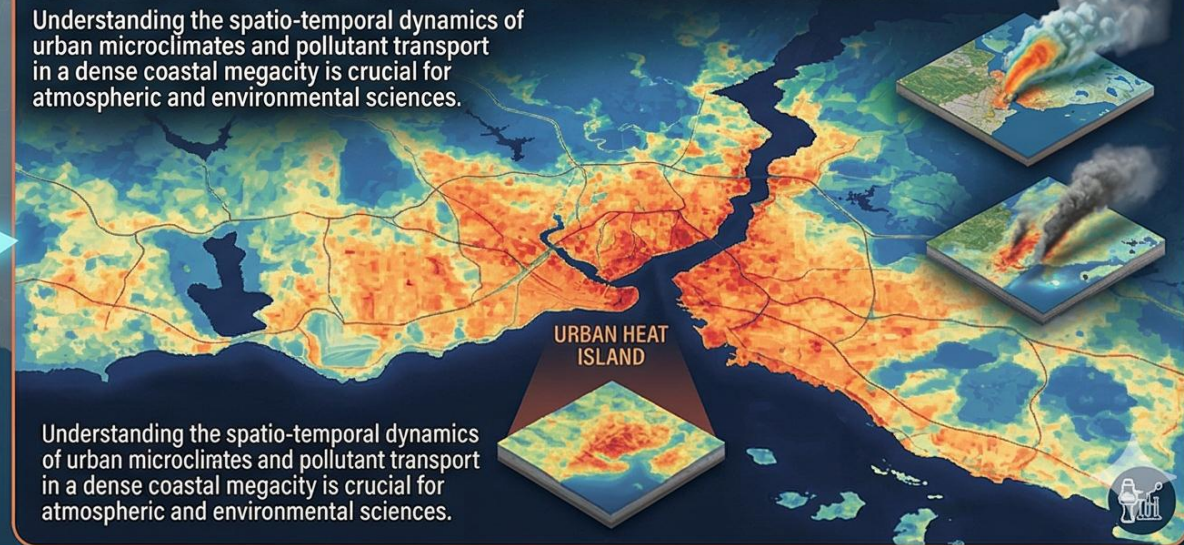 Understanding the spatio-temporal dynamics of
urban microclimates and pollutant transport
in a dense coastal megacity is crucial for
atmospheric and environmental sciences.
URBAN HEAT
ISLAND
Understanding the spatio-temporal dynamics
of urban microclimates and pollutant transport
in a dense coastal megacity is crucial for
atmospheric and environmental sciences.